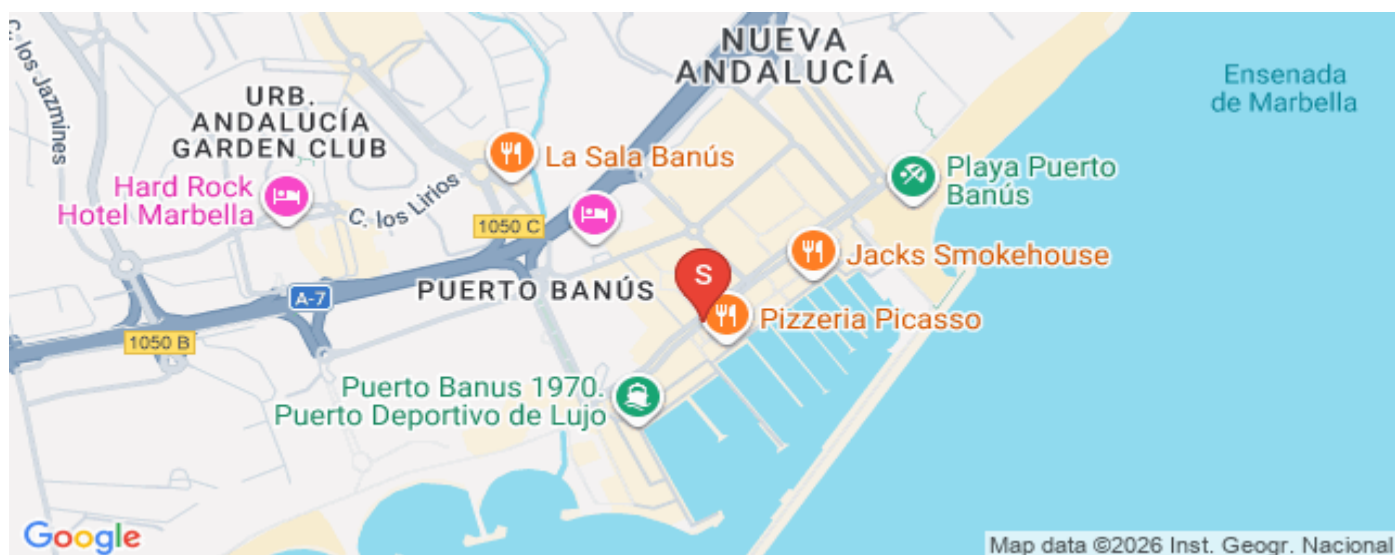 C. los Jazmines
NUEVA
ANDALUCÍA
Ensenada
de Marbella
URB.
ANDALUCÍA
GARDEN CLUB
La Sala Banús
Playa Puerto
Banús
Hard Rock
Hotel Marbella
C. los Lirios
1050 C
Jacks Smokehouse
S
PUERTO BANÚS
A-7
Pizzeria Picasso
1050 B
Puerto Banus 1970.
Puerto Deportivo de Lujo
Google
Map data ©2026 Inst. Geogr. Nacional